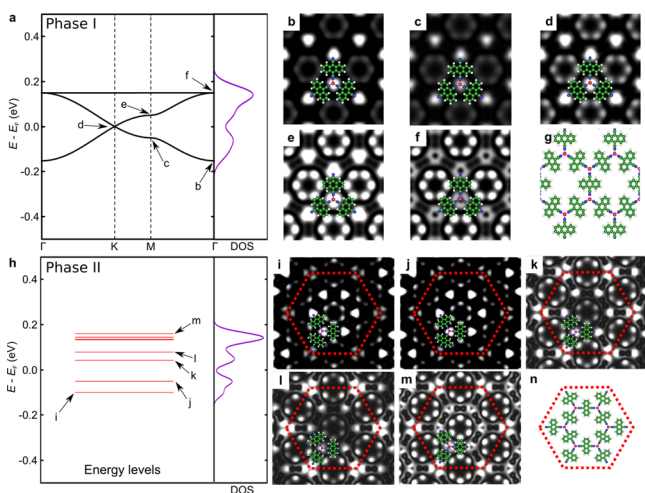 a
Phase I
0.4
0.2
0.0
-0.2
-0.4
E - E_F (eV)
f
e
d
c
b
Γ
K
M
Γ
DOS
b
c
d
e
f
g
h
Phase II
0.4
0.2
0.0
-0.2
-0.4
E - E_F (eV)
m
l
k
j
i
Energy levels
DOS
i
j
k
l
m
n